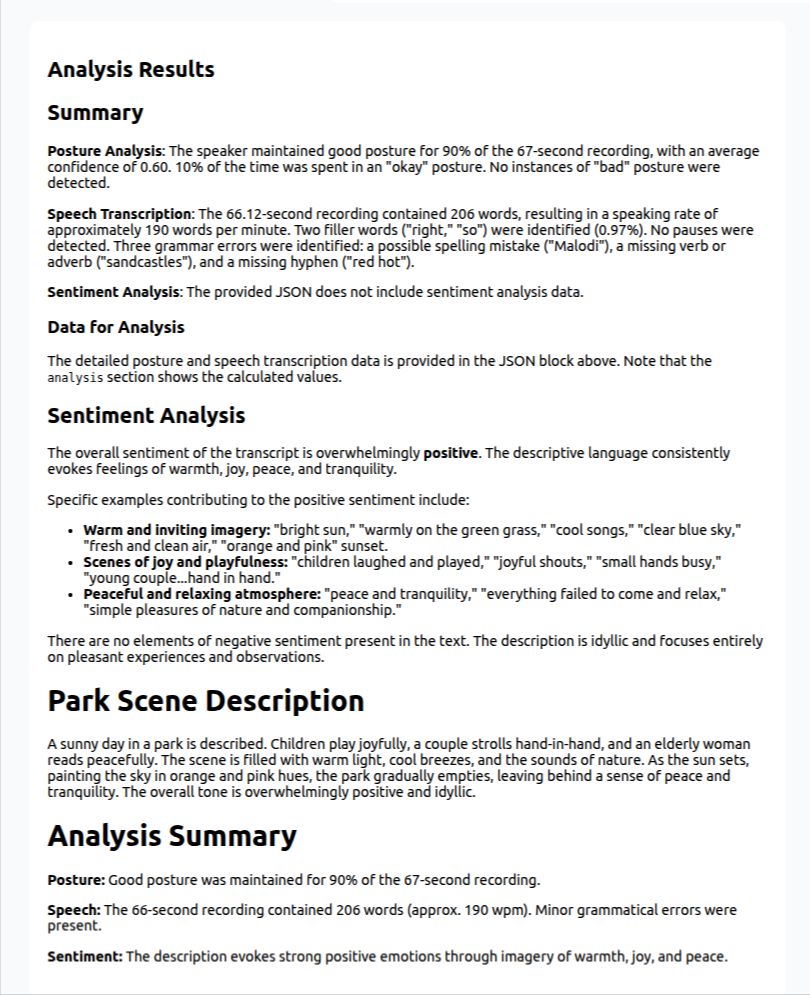 Analysis Results
Summary
Posture Analysis: The speaker maintained good posture for 90% of the 67-second recording, with an average
confidence of 0.60. 10% of the time was spent in an "okay" posture. No instances of "bad" posture were
detected.
Speech Transcription: The 66.12-second recording contained 206 words, resulting in a speaking rate of
approximately 190 words per minute. Two filler words ("right," "so") were identified (0.97%). No pauses were
detected. Three grammar errors were identified: a possible spelling mistake ("Malodi"), a missing verb or
adverb ("sandcastles"), and a missing hyphen ("red hot").
Sentiment Analysis: The provided JSON does not include sentiment analysis data.
Data for Analysis
The detailed posture and speech transcription data is provided in the JSON block above. Note that the
analysis section shows the calculated values.
Sentiment Analysis
The overall sentiment of the transcript is overwhelmingly positive. The descriptive language consistently
evokes feelings of warmth, joy, peace, and tranquility.
Specific examples contributing to the positive sentiment include:
• Warm and inviting imagery: "bright sun," "warmly on the green grass," "cool songs," "clear blue sky,"
"fresh and clean air," "orange and pink" sunset.
• Scenes of joy and playfulness: "children laughed and played," "joyful shouts," "small hands busy,"
"young couple...hand in hand."
• Peaceful and relaxing atmosphere: "peace and tranquility," "everything failed to come and relax,"
"simple pleasures of nature and companionship."
There are no elements of negative sentiment present in the text. The description is idyllic and focuses entirely
on pleasant experiences and observations.
Park Scene Description
A sunny day in a park is described. Children play joyfully, a couple strolls hand-in-hand, and an elderly woman
reads peacefully. The scene is filled with warm light, cool breezes, and the sounds of nature. As the sun sets,
painting the sky in orange and pink hues, the park gradually empties, leaving behind a sense of peace and
tranquility. The overall tone is overwhelmingly positive and idyllic.
Analysis Summary
Posture: Good posture was maintained for 90% of the 67-second recording.
Speech: The 66-second recording contained 206 words (approx. 190 wpm). Minor grammatical errors were
present.
Sentiment: The description evokes strong positive emotions through imagery of warmth, joy, and peace.